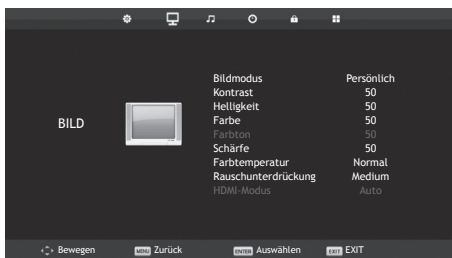 Bildmodus Persönlich
Kontrast 50
Helligkeit 50
BILD
Farbe 50
Farbton 50
Schärfe 50
Farbtemperatur Normal
Rauschunterdrückung Medium
HDMI-Modus Auto
Bewegen MENU Zurück ENTER Auswählen EXIT EXIT